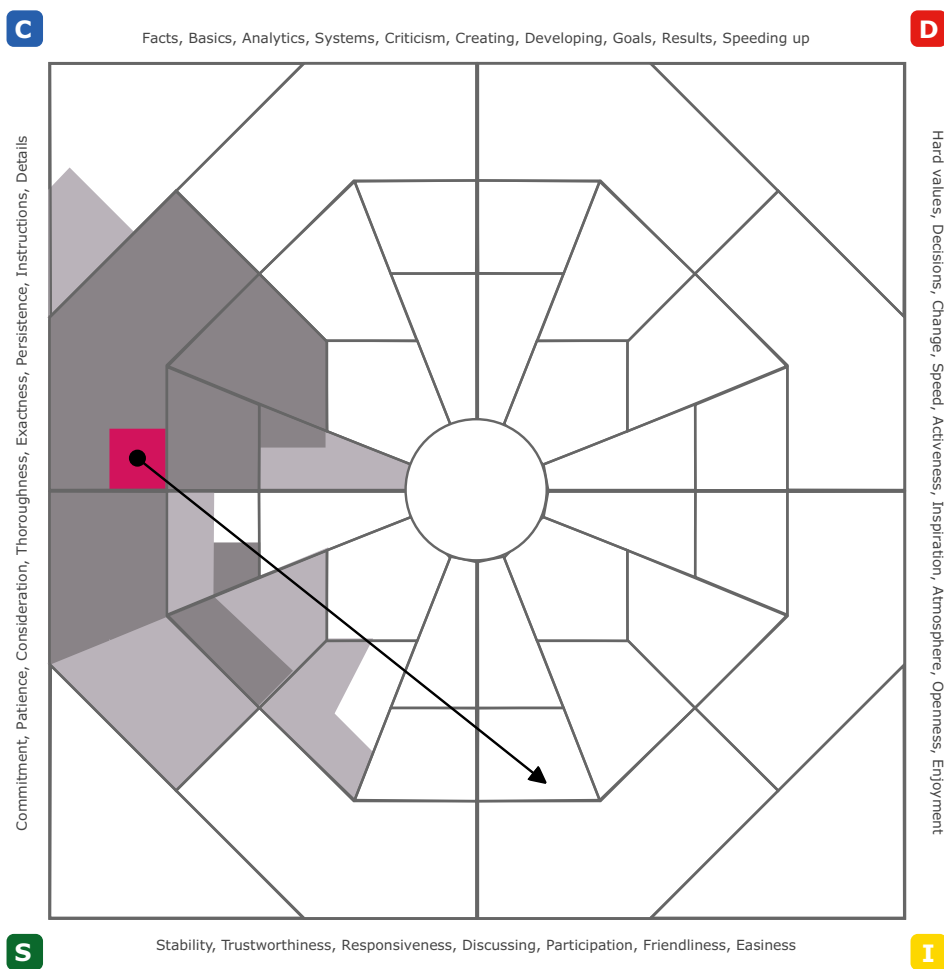 C
D
Facts, Basics, Analytics, Systems, Criticism, Creating, Developing, Goals, Results, Speeding up
Commitment, Patience, Consideration, Thoroughness, Exactness, Persistence, Instructions, Details
Hard values, Decisions, Change, Speed, Activeness, Inspiration, Atmosphere, Openness, Enjoyment
S
Stability, Trustworthiness, Responsiveness, Discussing, Participation, Friendliness, Easiness
I